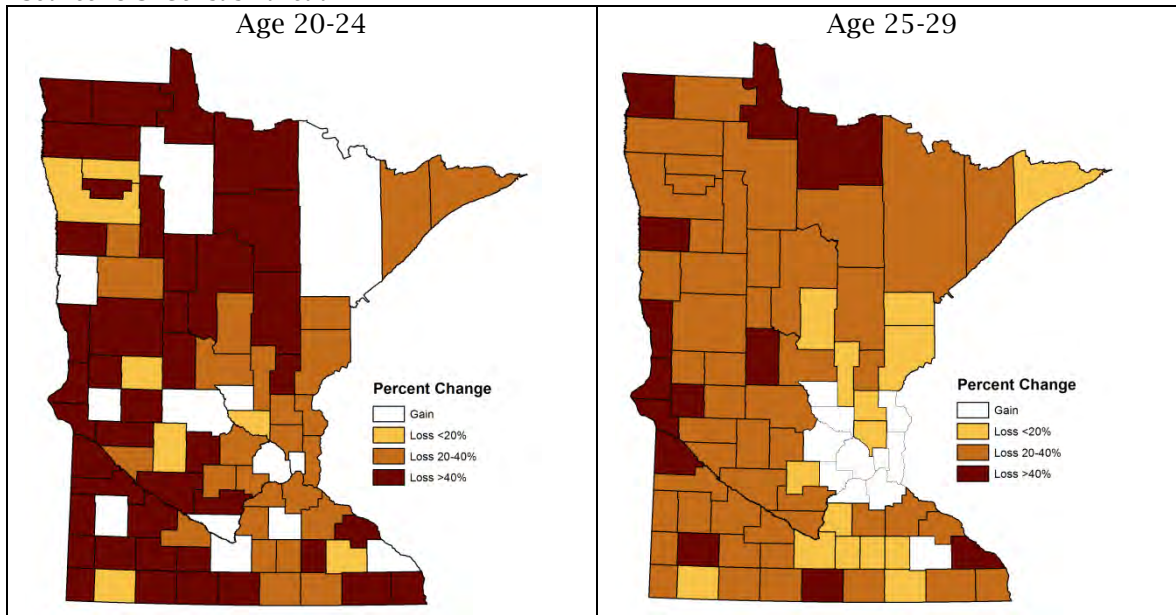 Age 20-24
Percent Change
Gain
Loss <20%
Loss 20-40%
Loss >40%
Age 25-29
Percent Change
Gain
Loss <20%
Loss 20-40%
Loss >40%